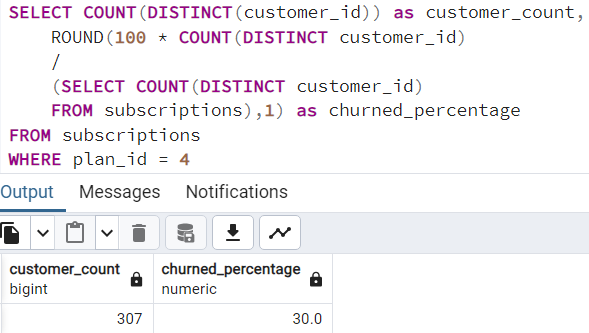 SELECT COUNT(DISTINCT(customer_id)) as customer_count,
ROUND(100 * COUNT(DISTINCT customer_id)
/
(SELECT COUNT(DISTINCT customer_id)
FROM subscriptions),1) as churned_percentage
FROM subscriptions
WHERE plan_id = 4
Output Messages Notifications
customer_count churned_percentage
bigint numeric
307 30.0